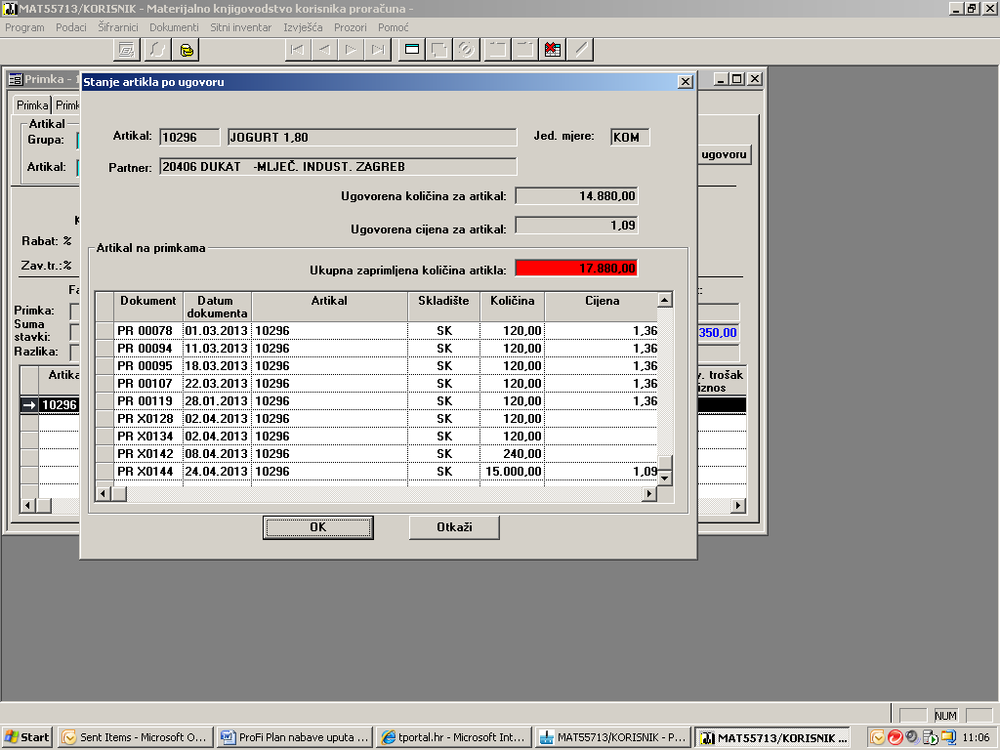 MAT55713/KORISNIK - Materijalno knjigovodstvo korisnika proračuna -
Program Podaci Šifrarnici Dokumenti Sitni inventar Izvješća Prozori Pomoć
Primka - 1
Stanje artikla po ugovoru
Primka Primk
Artikal
Grupa:
Artikal:
ugovoru
Artikal: 10296 JOGURT 1,80 Jed. mjere: KOM
Partner: 20406 DUKAT -MLJEČ. INDUST. ZAGREB
Ugovorena količina za artikal: 14.880,00
Ugovorena cijena za artikal: 1,09
Rabat: %
Zav.tr.:%
Artikal na primkama
Ukupna zaprimljena količina artikla: 17.880,00
Primka:
Suma stavki:
350,00
Razlika:
Artika
v. trošak
iznos
10296
Dokument Datum dokumenta Artikal Skladište Količina Cijena
PR 00078 01.03.2013 10296 SK 120,00 1,36
PR 00094 11.03.2013 10296 SK 120,00 1,36
PR 00095 18.03.2013 10296 SK 120,00 1,36
PR 00107 22.03.2013 10296 SK 120,00 1,36
PR 00119 28.01.2013 10296 SK 120,00 1,36
PR X0128 02.04.2013 10296 SK 120,00
PR X0134 02.04.2013 10296 SK 120,00
PR X0142 08.04.2013 10296 SK 240,00
PR X0144 24.04.2013 10296 SK 15.000,00 1,09
OK Otkaži
NUM
Start Sent Items - Microsoft O... ProFi Plan nabave uputa ... tportal.hr - Microsoft Int... MAT55713/KORISNIK - P... MAT55713/KORISNIK ... 11:06